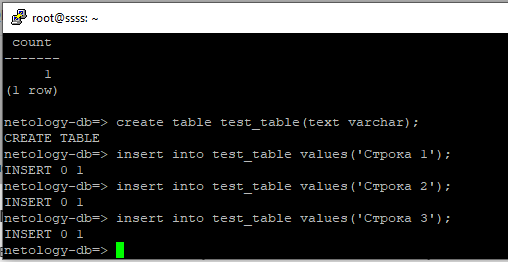 root@ssss: ~
count
-------
1
(1 row)
netology-db=> create table test_table(text varchar);
CREATE TABLE
netology-db=> insert into test_table values('Строка 1');
INSERT 0 1
netology-db=> insert into test_table values('Строка 2');
INSERT 0 1
netology-db=> insert into test_table values('Строка 3');
INSERT 0 1
netology-db=>